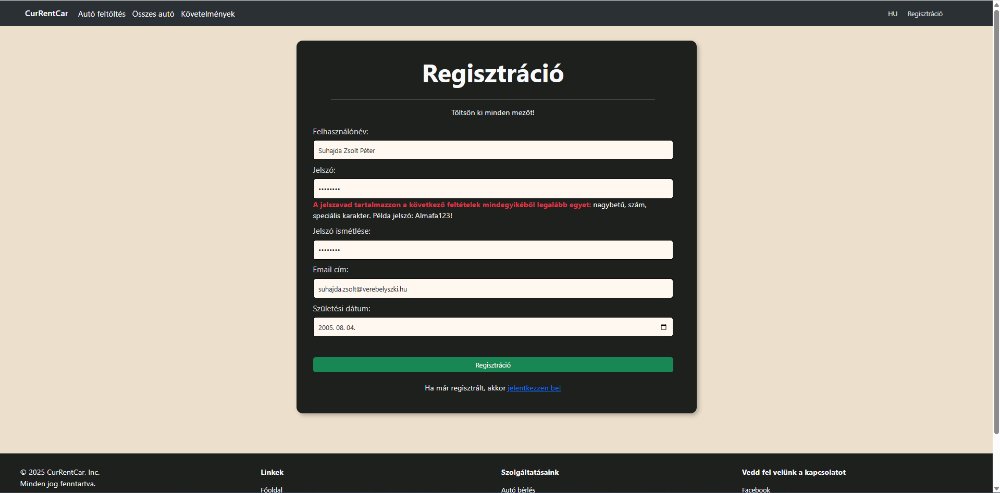 CurRentCar Autó feltöltés Összes autó Követelmények HU Regisztráció
Regisztráció
Töltsön ki minden mezőt!
Felhasználónév:
Suhajda Zsolt Péter
Jelszó:
••••••••
A jelszavad tartalmazzon a következő feltételek mindegyikéből legalább egyet: nagybetű, szám,
speciális karakter. Példa jelszó: Almafa123!
Jelszó ismétlése:
••••••••
Email cím:
suhajda.zsolt@verebelyszki.hu
Születési dátum:
2005. 08. 04.
Regisztráció
Ha már regisztrált, akkor jelentkezzen be!
© 2025 CurRentCar, Inc.
Minden jog fenntartva.
Linkek
Főoldal
Szolgáltatásaink
Autó bérlés
Vedd fel velünk a kapcsolatot
Facebook